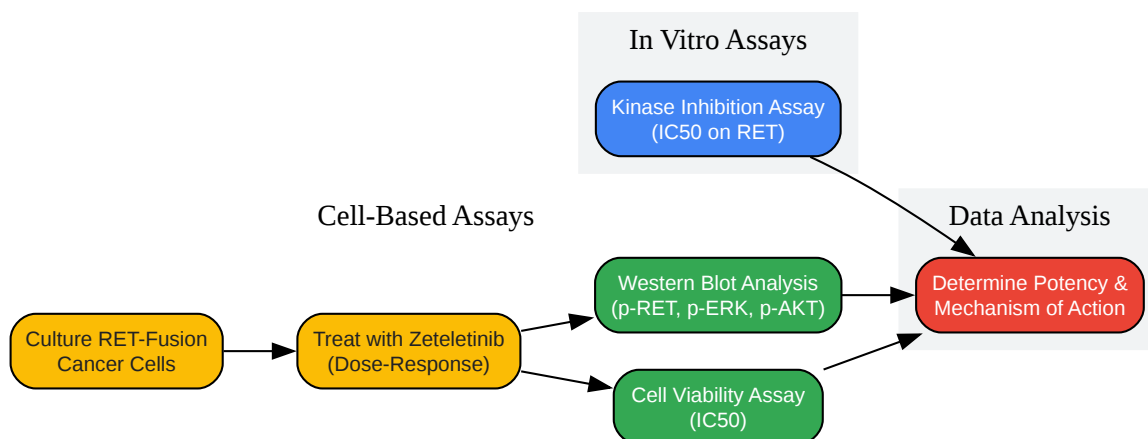 In Vitro Assays
Kinase Inhibition Assay
(IC50 on RET)
Cell-Based Assays
Data Analysis
Western Blot Analysis
(p-RET, p-ERK, p-AKT)
Determine Potency &
Mechanism of Action
Culture RET-Fusion
Cancer Cells
Treat with Zeteletinib
(Dose-Response)
Cell Viability Assay
(IC50)